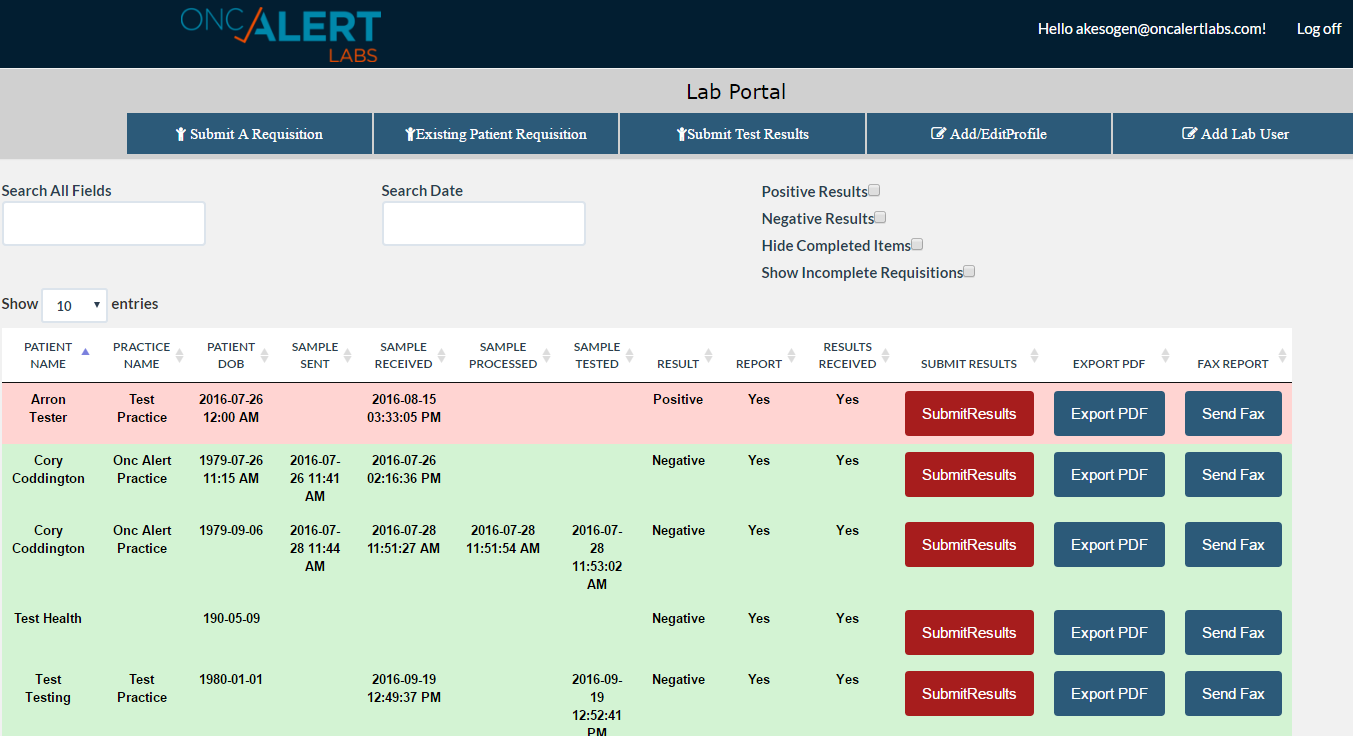 ONC ALERT
LABS
Hello akesogen@oncalertlabs.com! Log off
Lab Portal
Submit A Requisition Existing Patient Requisition Submit Test Results Add/EditProfile Add Lab User
Search All Fields Search Date Positive Results
Negative Results
Hide Completed Items
Show Incomplete Requisitions
Show 10 entries
PATIENT PRACTICE PATIENT SAMPLE SAMPLE SAMPLE SAMPLE RESULTS
NAME NAME DOB SENT RECEIVED PROCESSED TESTED RESULT REPORT RECEIVED SUBMIT RESULTS EXPORT PDF FAX REPORT
Arron Test 2016-07-26 2016-08-15 Positive Yes Yes
Tester Practice 12:00 AM 03:33:05 PM SubmitResults Export PDF Send Fax
Cory Onc Alert 1979-07-26 2016-07- 2016-07-26 Negative Yes Yes
Coddington Practice 11:15 AM 26 11:41 02:16:36 PM SubmitResults Export PDF Send Fax
AM
Cory Onc Alert 1979-09-06 2016-07- 2016-07-28 2016-07-28 2016-07- Negative Yes Yes
Coddington Practice 28 11:44 11:51:27 AM 11:51:54 AM 28 SubmitResults Export PDF Send Fax
AM 11:53:02
AM
Test Health 190-05-09 Negative Yes Yes
SubmitResults Export PDF Send Fax
Test Test 1980-01-01 2016-09-19 2016-09- Negative Yes Yes
Testing Practice 12:49:37 PM 19 SubmitResults Export PDF Send Fax
12:52:41
PM